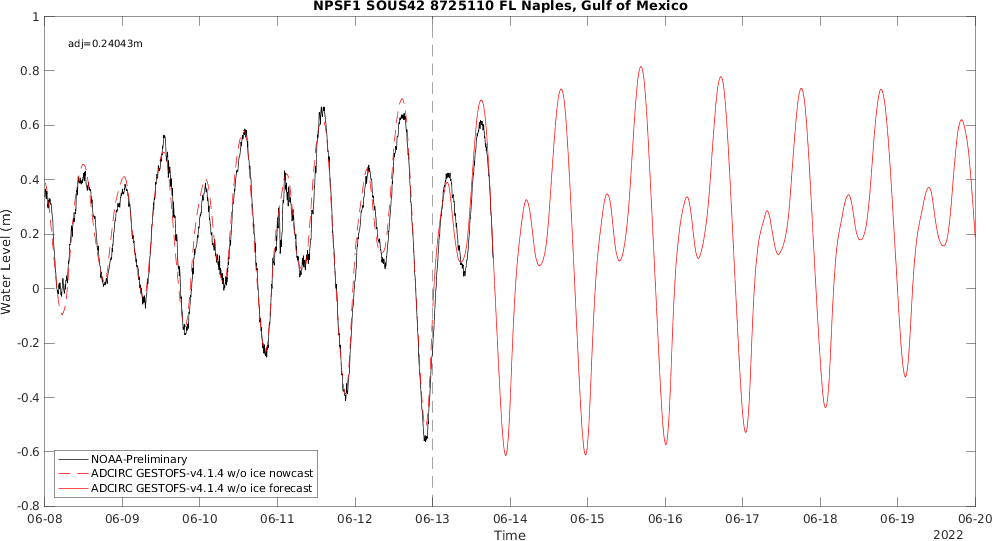 NPSF1 SOUS42 8725110 FL Naples, Gulf of Mexico
adj=0.24043m
1
0.8
0.6
0.4
0.2
0
-0.2
-0.4
-0.6
-0.8
Water Level (m)
NOAA-Preliminary
ADCIRC GESTOFS-v4.1.4 w/o ice nowcast
ADCIRC GESTOFS-v4.1.4 w/o ice forecast
06-08 06-09 06-10 06-11 06-12 06-13 06-14 06-15 06-16 06-17 06-18 06-19 06-20
Time
2022